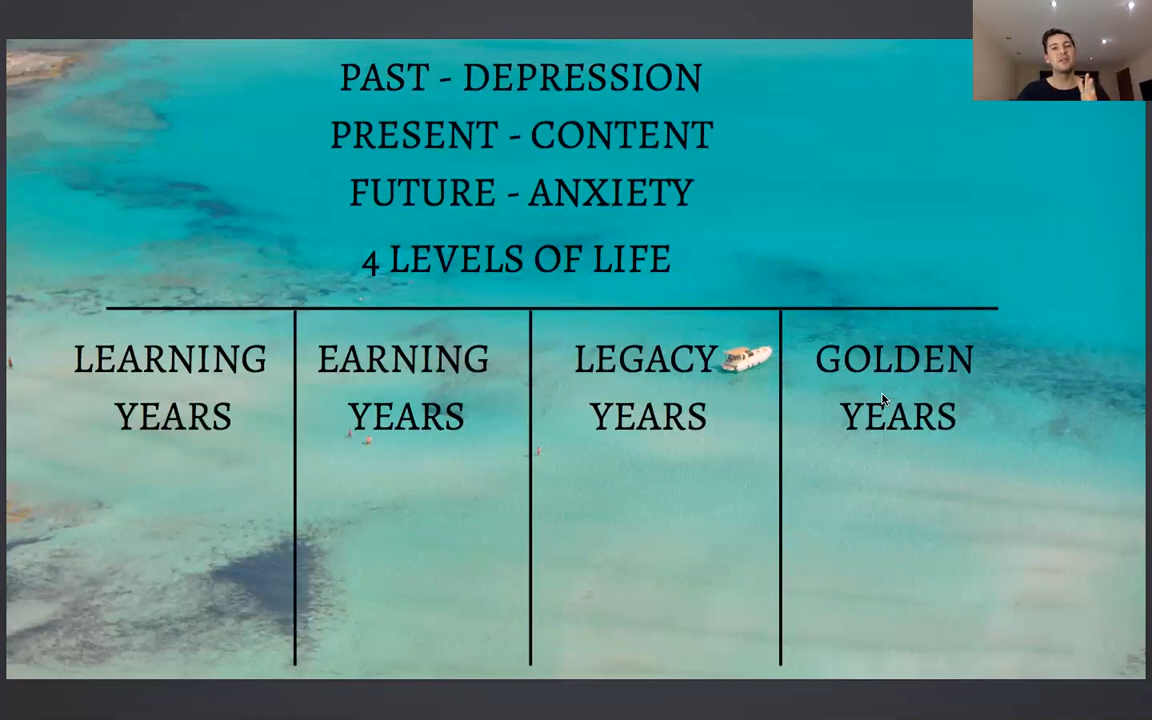 PAST - DEPRESSION
PRESENT - CONTENT
FUTURE - ANXIETY
4 LEVELS OF LIFE
LEARNING YEARS
EARNING YEARS
LEGACY YEARS
GOLDEN YEARS